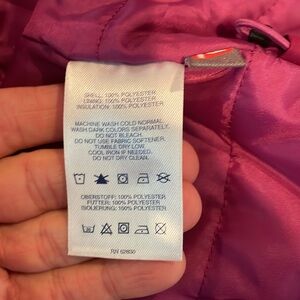 SHELL: 100% POLYESTER
LINING: 100% POLYESTER
INSULATION: 100% POLYESTER
MACHINE WASH COLD NORMAL.
WASH DARK COLORS SEPARATELY.
DO NOT BLEACH.
DO NOT USE FABRIC SOFTENER.
TUMBLE DRY LOW.
COOL IRON IF NEEDED.
DO NOT DRY CLEAN.
OBERSTOFF: 100% POLYESTER
FUTTER: 100% POLYESTER
ISOLIERUNG: 100% POLYESTER
RN 62830